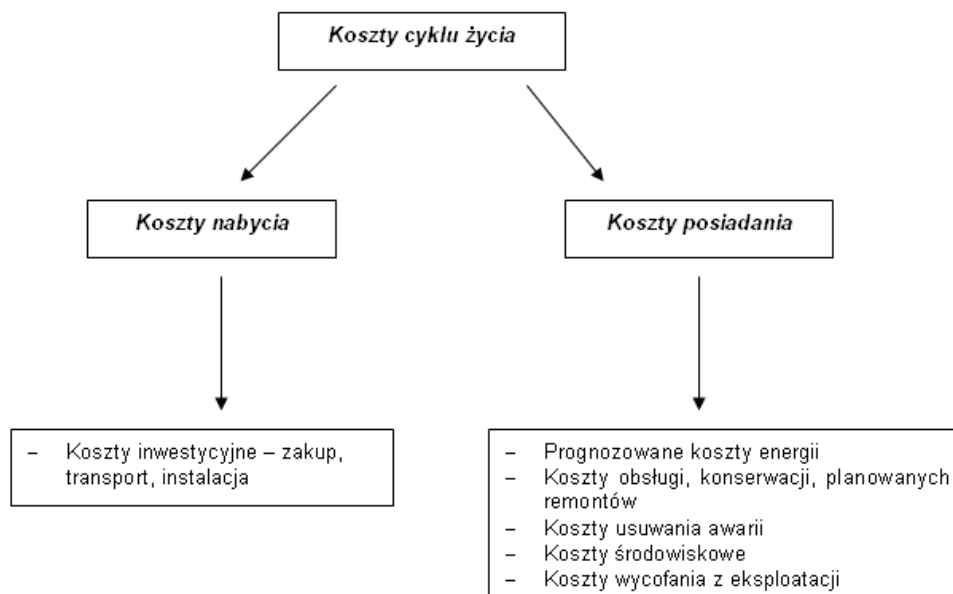 Koszty cyklu życia
Koszty nabycia
Koszty posiadania
– Koszty inwestycyjne – zakup,
transport, instalacja
– Prognozowane koszty energii
– Koszty obsługi, konserwacji, planowanych
remontów
– Koszty usuwania awarii
– Koszty środowiskowe
– Koszty wycofania z eksploatacji